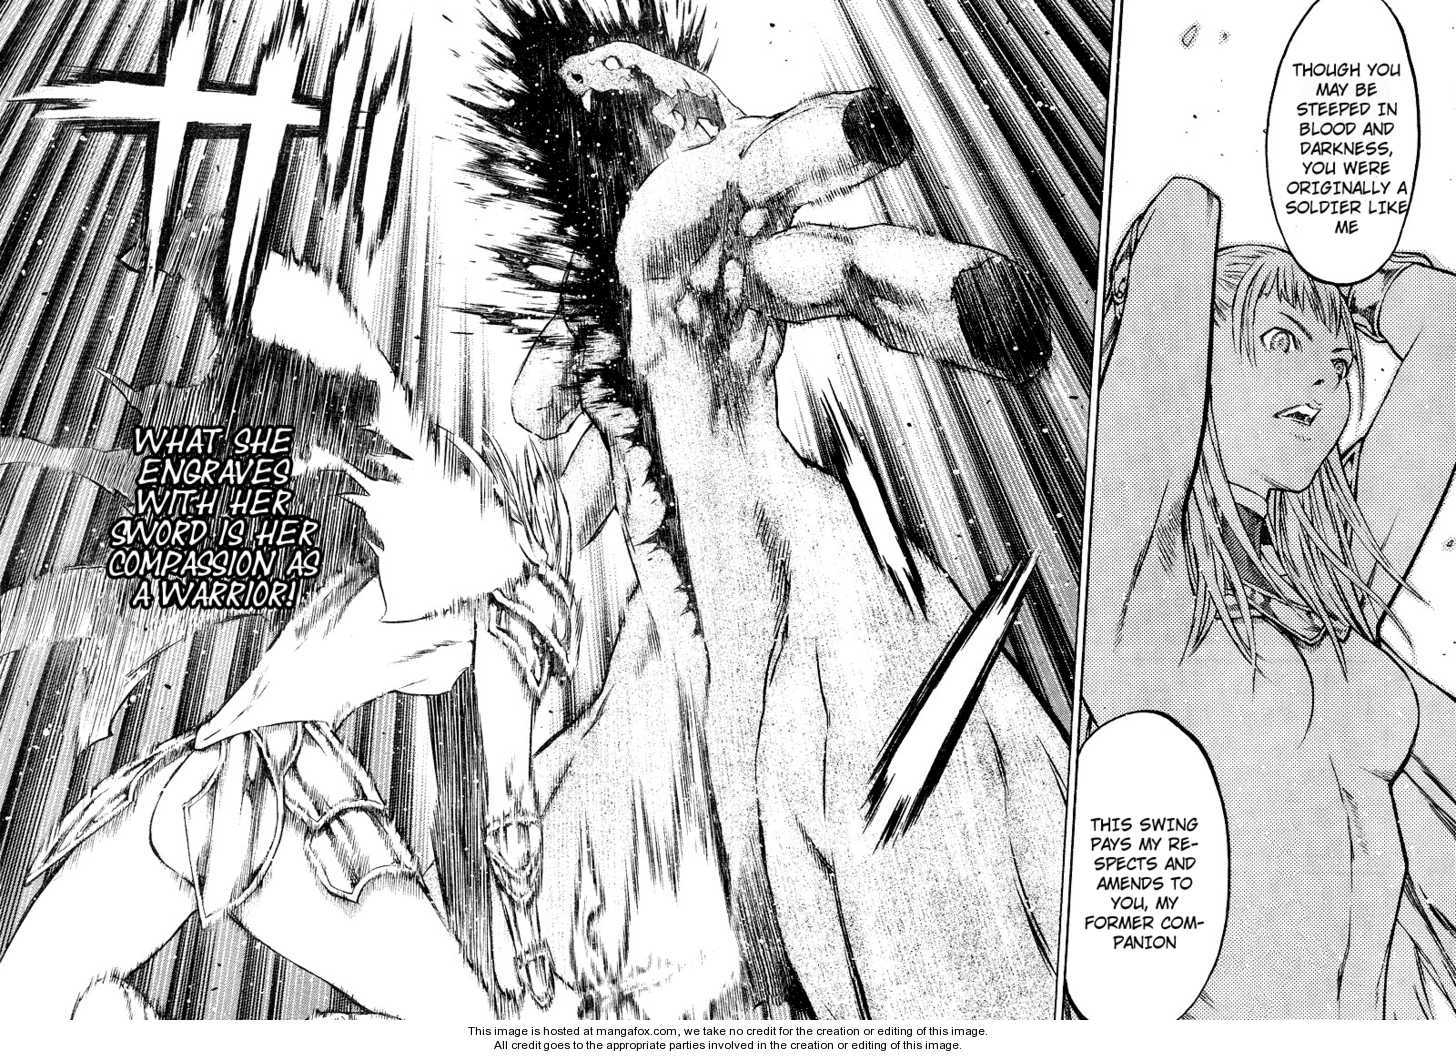 THOUGH YOU
MAY BE
STEEPED IN
BLOOD AND
DARKNESS,
YOU WERE
ORIGINALLY A
SOLDIER LIKE
ME
THIS SWING
PAYS MY RE-
SPECTS AND
AMENDS TO
YOU, MY
FORMER COM-
PANION
WHAT SHE
ENGRAVES
WITH HER
SWORD IS HER
COMPASSION AS
A WARRIOR!
This image is hosted at mangafox.com, we take no credit for the creation or editing of this image.
All credit goes to the appropriate parties involved in the creation or editing of this image.